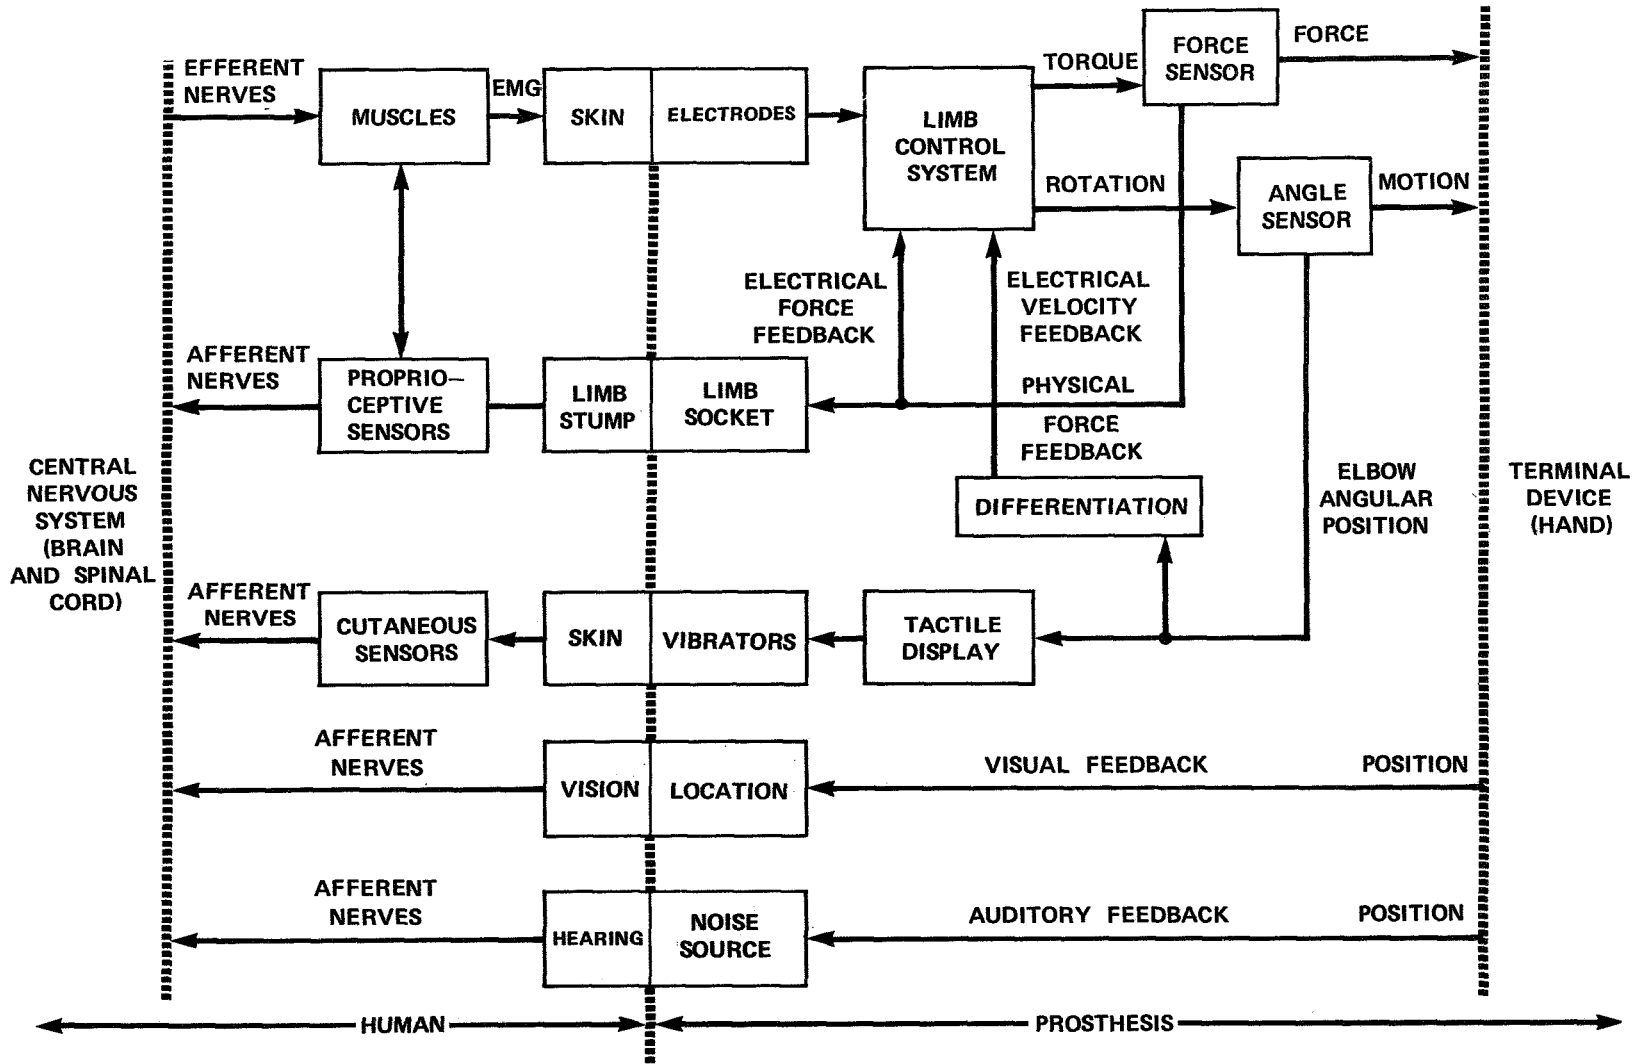 EFFERENT
NERVES
MUSCLES
EMG
SKIN
ELECTRODES
LIMB
CONTROL
SYSTEM
TORQUE
FORCE
SENSOR
FORCE
ROTATION
ANGLE
SENSOR
MOTION
ELECTRICAL
FORCE
FEEDBACK
ELECTRICAL
VELOCITY
FEEDBACK
AFFERENT
NERVES
PROPRIO—
CEPTIVE
SENSORS
LIMB
STUMP
LIMB
SOCKET
PHYSICAL
FORCE
FEEDBACK
CENTRAL
NERVOUS
SYSTEM
(BRAIN
AND SPINAL
CORD)
DIFFERENTIATION
ELBOW
ANGULAR
POSITION
TERMINAL
DEVICE
(HAND)
AFFERENT
NERVES
CUTANEOUS
SENSORS
SKIN
VIBRATORS
TACTILE
DISPLAY
AFFERENT
NERVES
VISION
LOCATION
VISUAL FEEDBACK
POSITION
AFFERENT
NERVES
HEARING
NOISE
SOURCE
AUDITORY FEEDBACK
POSITION
HUMAN
PROSTHESIS